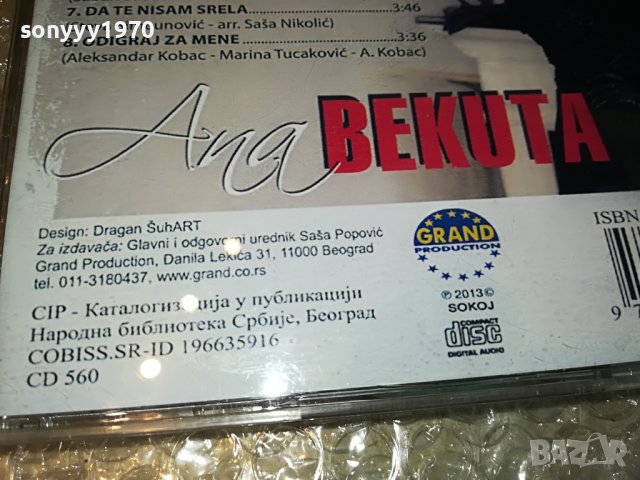 sonyyy1970
7. DA TE NISAM SRELA 3:46
unović - arr. Saša Nikolić)
8. ODIGRAJ ZA MENE 3:36
(Aleksandar Kobac - Marina Tucaković - A. Kobac)
Ana BEKUTA
Design: Dragan ŠuhART
Za izdavača: Glavni i odgovorni urednik Saša Popović
Grand Production, Danila Lekića 31, 11000 Beograd
tel. 011-3180437, www.grand.co.rs
CIP - Каталогизација у публикацији
Народна библиотека Србије, Београд
COBISS.SR-ID 196635916
CD 560
GRAND
PRODUCTION
℗ 2013 ©
SOKOJ
COMPACT
disc
DIGITAL AUDIO
ISBN
9 7
BAZAR